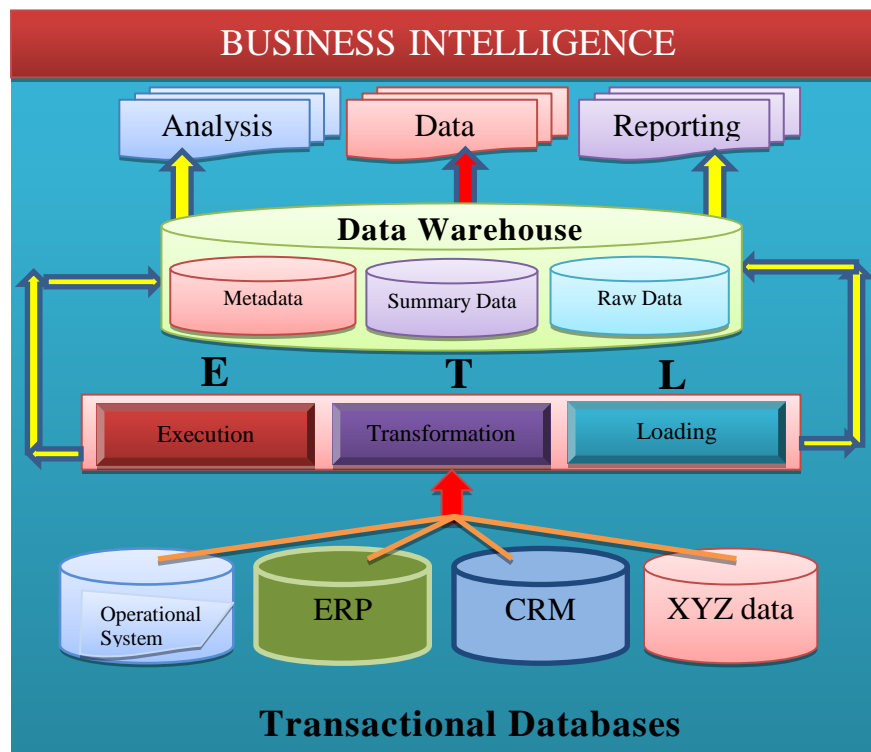 BUSINESS INTELLIGENCE
Analysis
Data
Reporting
Data Warehouse
Metadata
Summary Data
Raw Data
E
T
L
Execution
Transformation
Loading
Operational
System
ERP
CRM
XYZ data
Transactional Databases